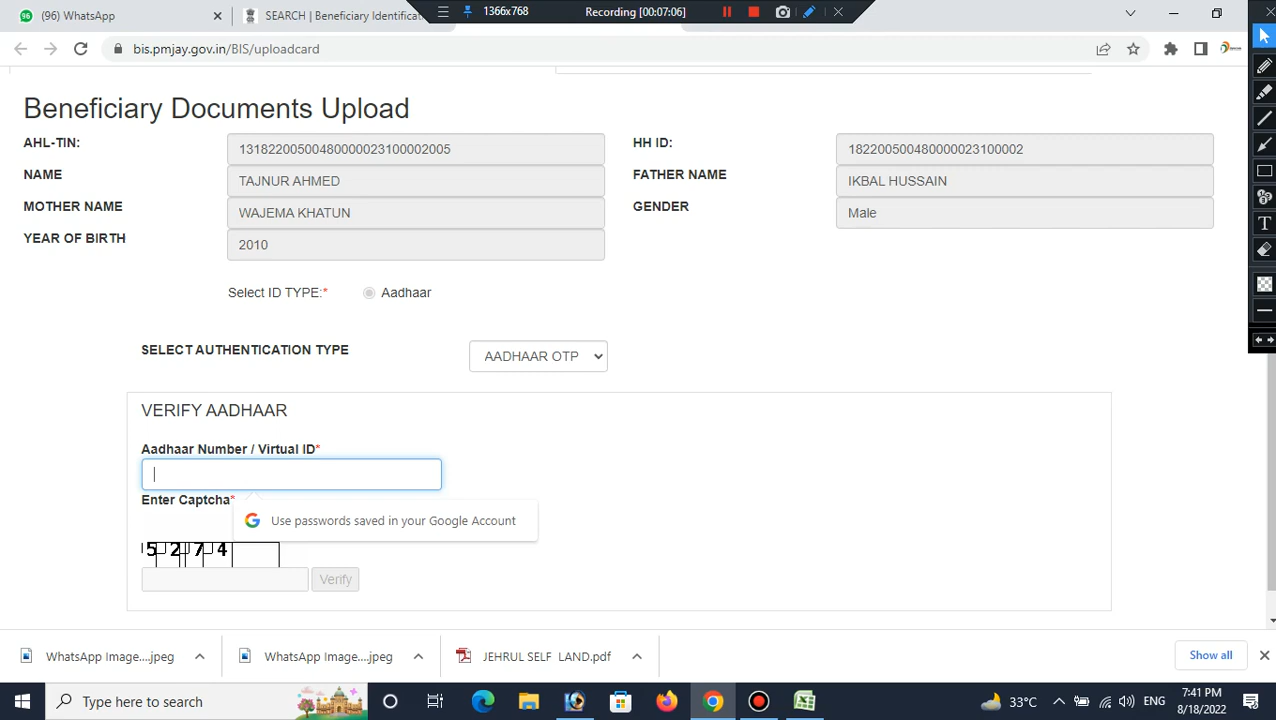 (96) WhatsApp
SEARCH | Beneficiary Identificat
1366x768
Recording [00:07:06]
bis.pmjay.gov.in/BIS/uploadcard
Beneficiary Documents Upload
AHL-TIN: 13182200500480000023100002005 HH ID: 18220050048000002310002
NAME TAJNUR AHMED FATHER NAME IKBAL HUSSAIN
MOTHER NAME WAJEMA KHATUN GENDER Male
YEAR OF BIRTH 2010
Select ID TYPE:* Aadhaar
SELECT AUTHENTICATION TYPE AADHAAR OTP
VERIFY AADHAAR
Aadhaar Number / Virtual ID*
Enter Captcha*
Use passwords saved in your Google Account
5 2 7 4
Verify
WhatsApp Image....jpeg WhatsApp Image....jpeg JEHRUL SELF LAND.pdf Show all
Type here to search 33°C ENG 7:41 PM
8/18/2022